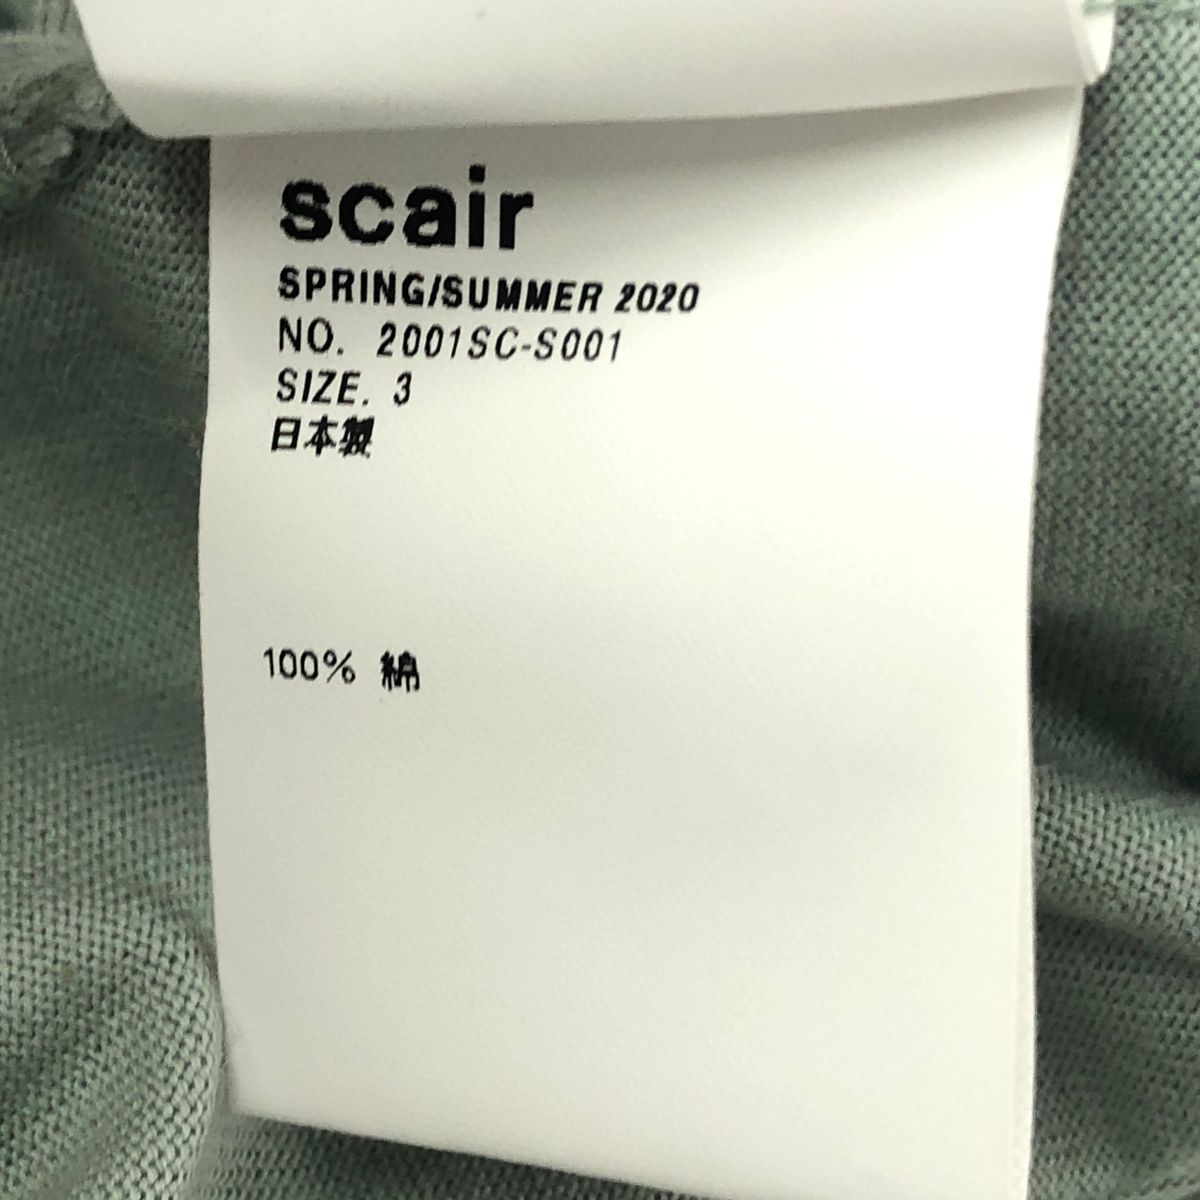 scair
SPRING/SUMMER 2020
NO. 2001SC-S001
SIZE. 3
日本製
100% 綿